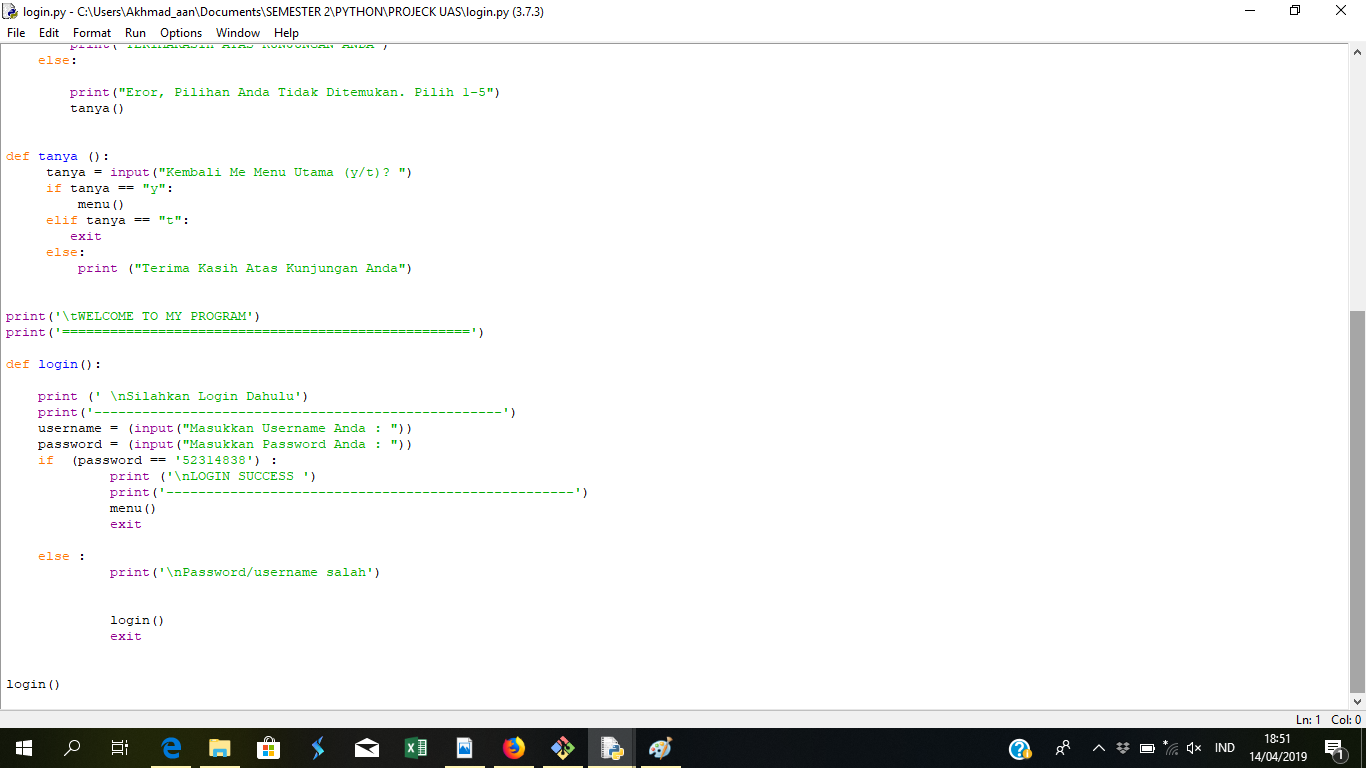 login.py - C:\Users\Akhmad_aan\Documents\SEMESTER 2\PYTHON\PROJECK UAS\login.py (3.7.3)
File Edit Format Run Options Window Help
print("TERIMAKASIH ATAS KUNJUNGAN ANDA")
else:
print("Eror, Pilihan Anda Tidak Ditemukan. Pilih 1-5")
tanya()
def tanya ():
tanya = input("Kembali Me Menu Utama (y/t)? ")
if tanya == "y":
menu()
elif tanya == "t":
exit
else:
print ("Terima Kasih Atas Kunjungan Anda")
print('\tWELCOME TO MY PROGRAM')
print('===================================================')
def login():
print (' \nSilahkan Login Dahulu')
print('---------------------------------------------------')
username = (input("Masukkan Username Anda : "))
password = (input("Masukkan Password Anda : "))
if  (password == '52314838') :
print ('\nLOGIN SUCCESS ')
print('---------------------------------------------------')
menu()
exit
else :
print('\nPassword/username salah')
login()
exit
login()
Ln: 1 Col: 0
IND
18:51
14/04/2019
1